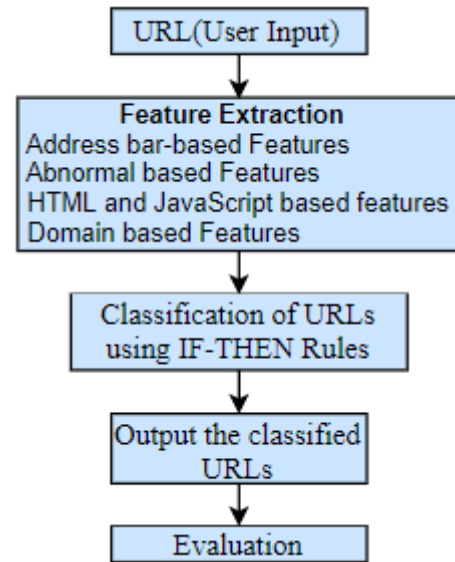 URL(User Input)
Feature Extraction
Address bar-based Features
Abnormal based Features
HTML and JavaScript based features
Domain based Features
Classification of URLs
using IF-THEN Rules
Output the classified
URLs
Evaluation